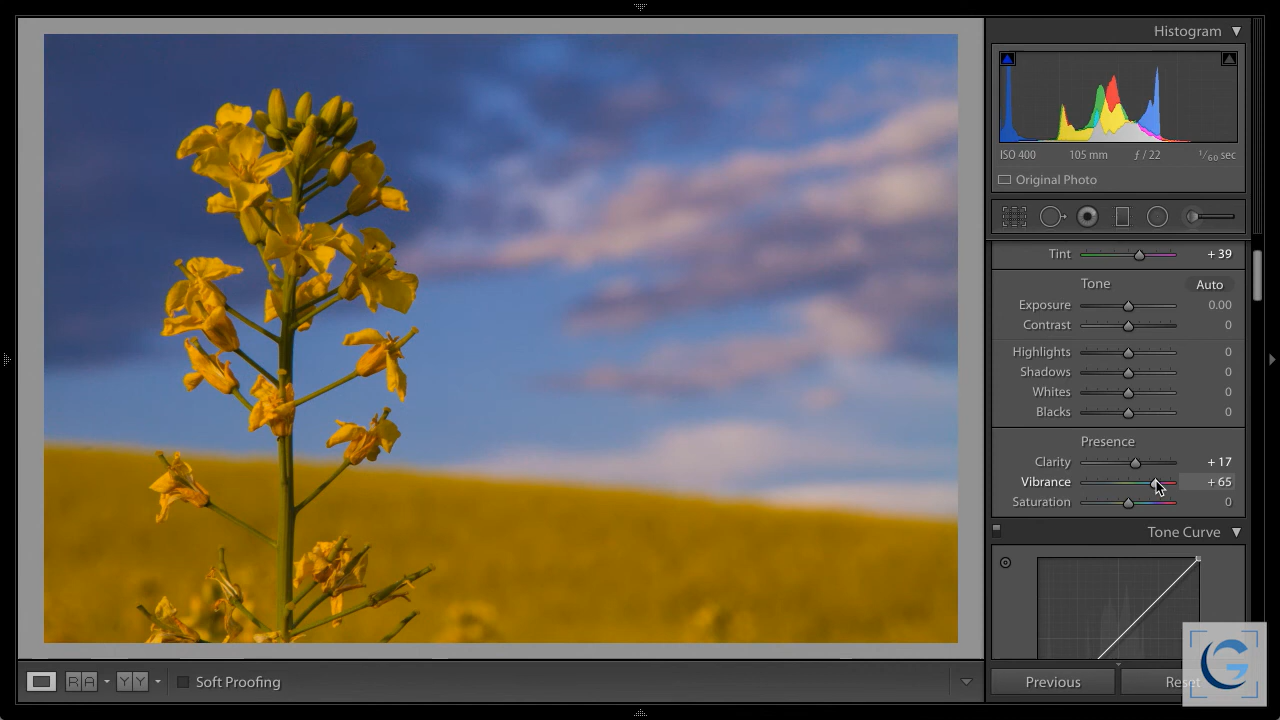 Histogram
ISO 400 105 mm ƒ / 22 1/60 sec
Original Photo
Tint +39
Tone Auto
Exposure 0.00
Contrast 0
Highlights 0
Shadows 0
Whites 0
Blacks 0
Presence
Clarity +17
Vibrance +65
Saturation 0
Tone Curve
R A Y Y Soft Proofing
Previous Reset
G